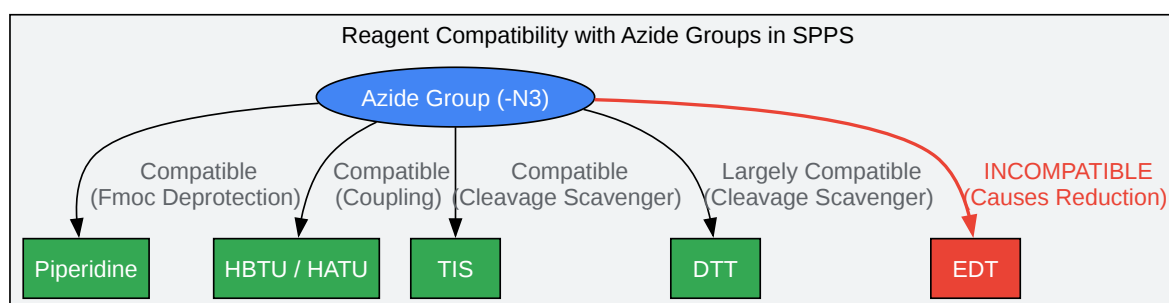 Reagent Compatibility with Azide Groups in SPPS
Azide Group (-N3)
Compatible
(Fmoc Deprotection)
Compatible
(Coupling)
Compatible
(Cleavage Scavenger)
Largely Compatible
(Cleavage Scavenger)
INCOMPATIBLE
(Causes Reduction)
Piperidine
HBTU / HATU
TIS
DTT
EDT